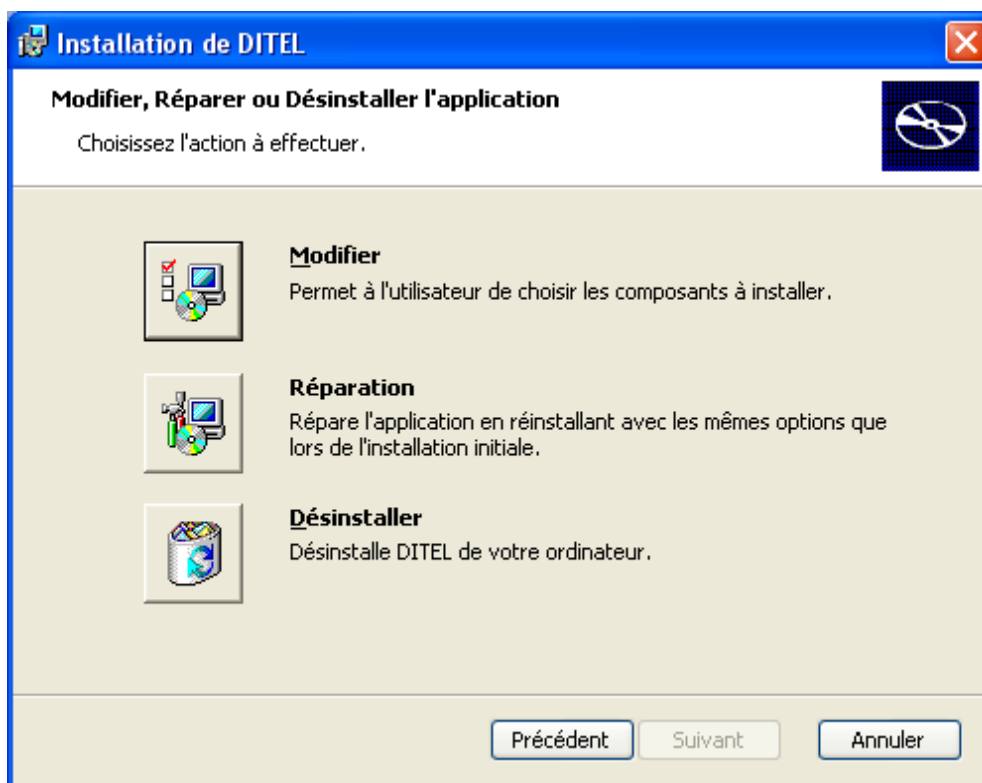 Installation de DITEL
Modifier, Réparer ou Désinstaller l'application
Choisissez l'action à effectuer.
Modifier
Permet à l'utilisateur de choisir les composants à installer.
Réparation
Répare l'application en réinstallant avec les mêmes options que
lors de l'installation initiale.
Désinstaller
Désinstalle DITEL de votre ordinateur.
Précédent Suivant Annuler